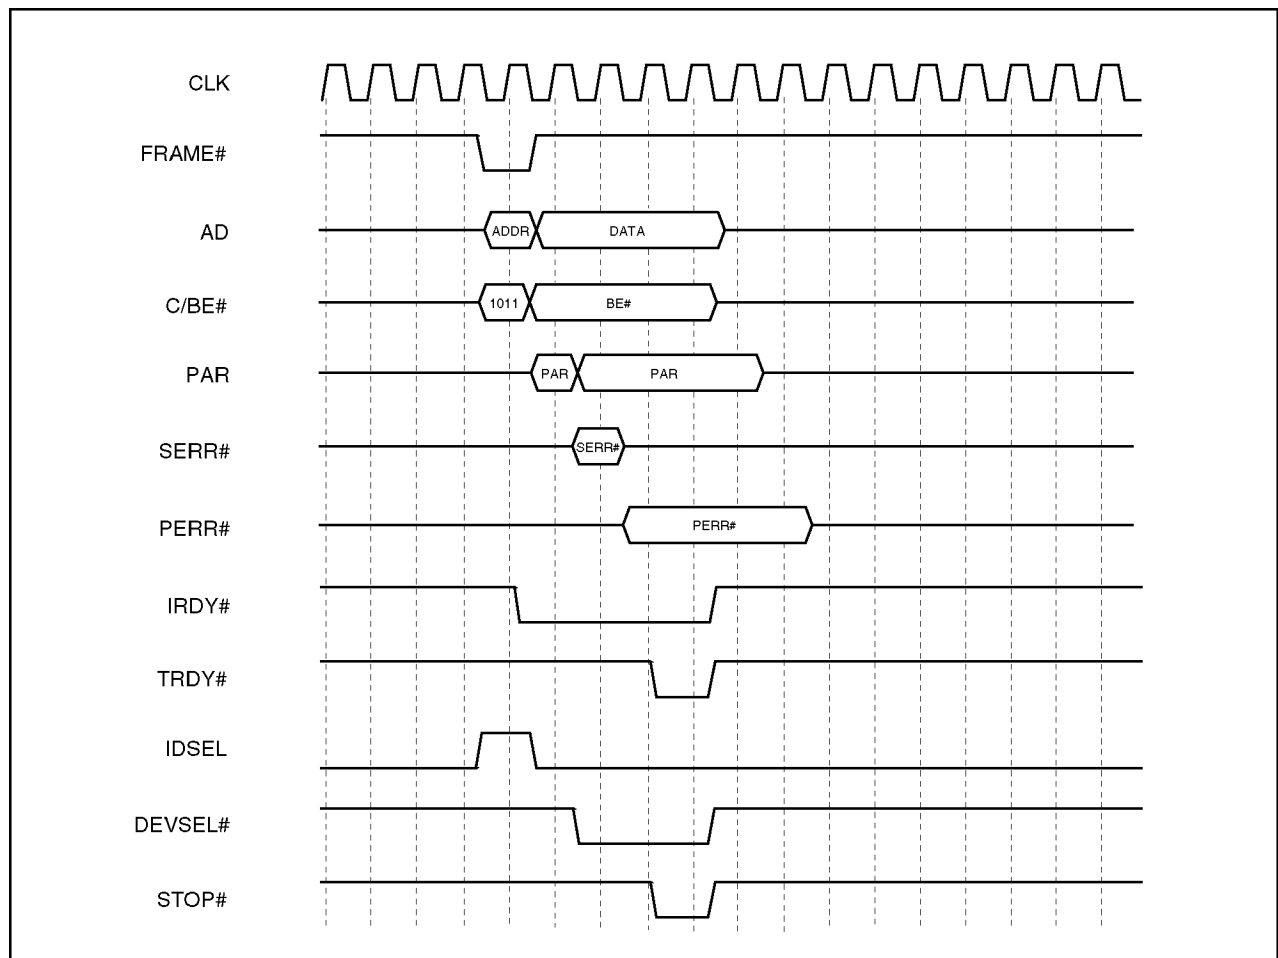 CLK
FRAME#
AD
ADDR
DATA
C/BE#
1011
BE#
PAR
PAR
PAR
SERR#
SERR#
PERR#
PERR#
IRDY#
TRDY#
IDSEL
DEVSEL#
STOP#